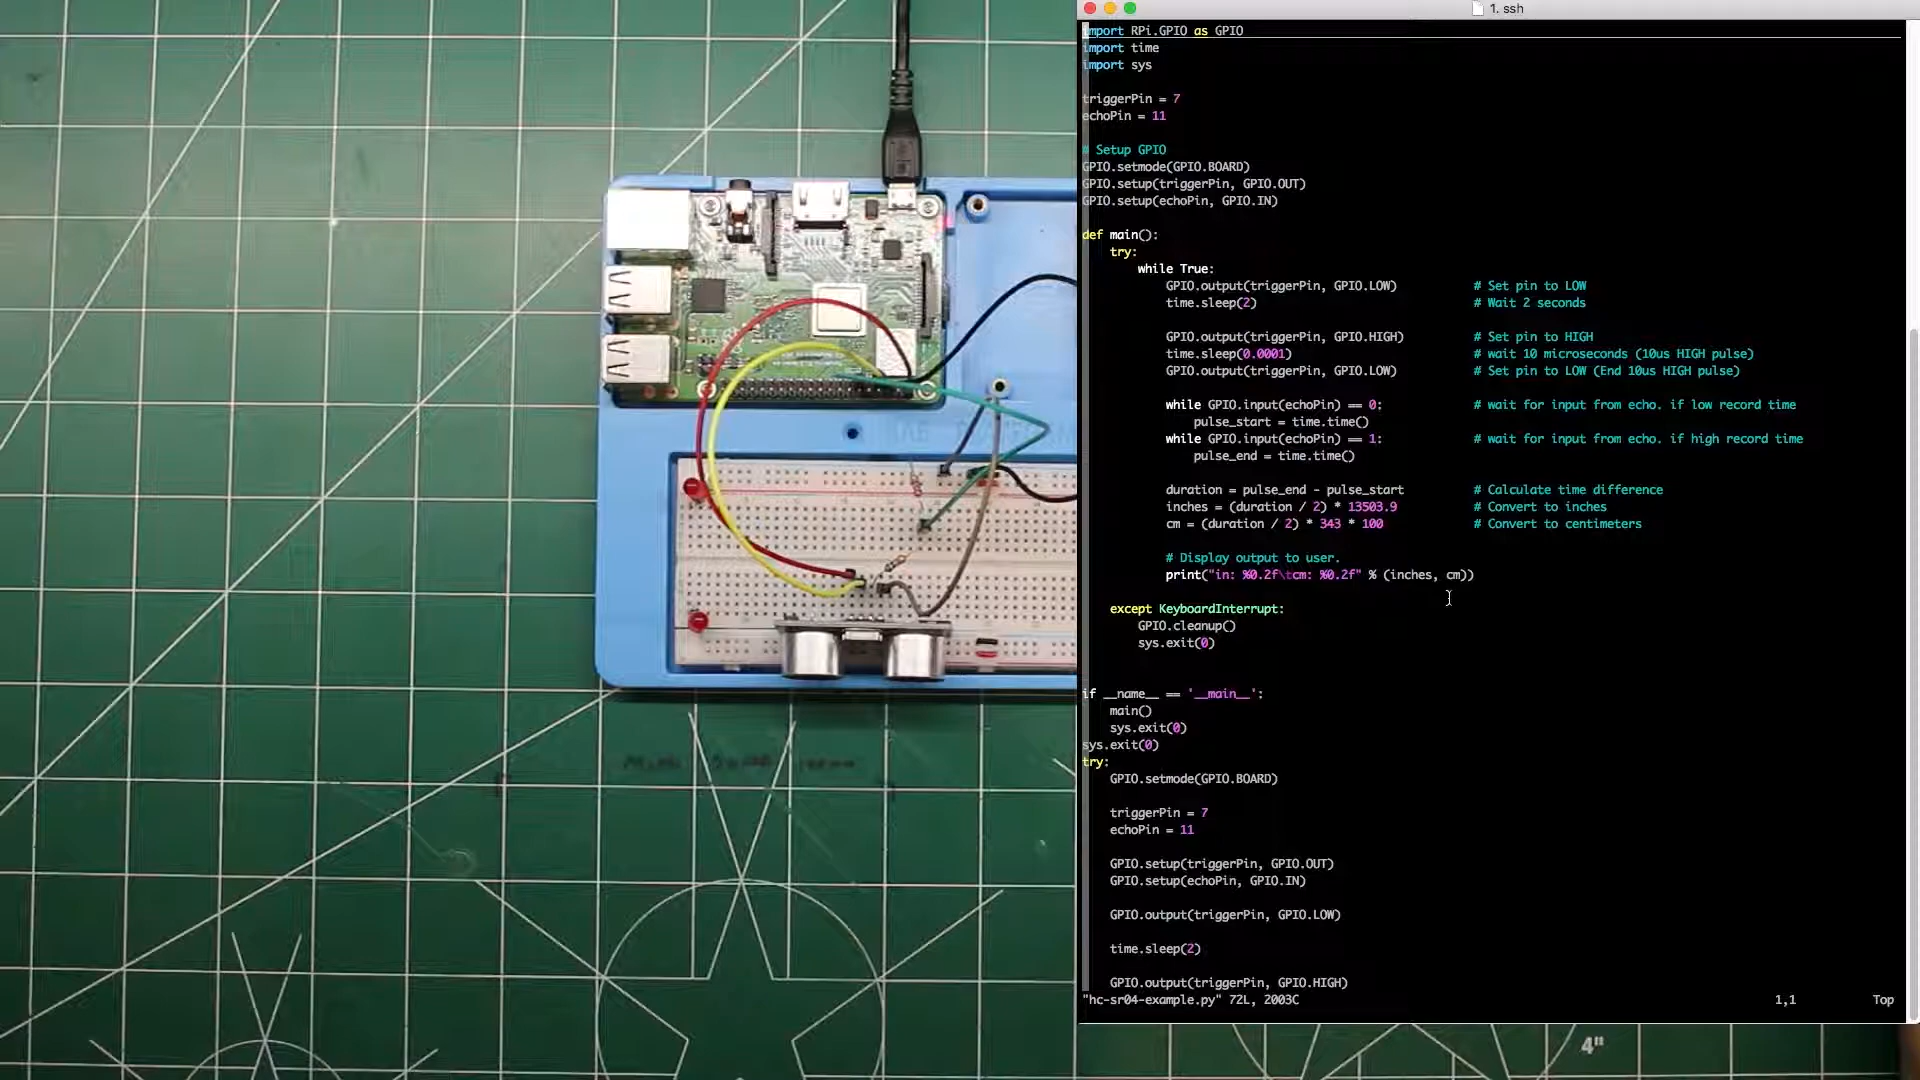 1. ssh
import RPi.GPIO as GPIO
import time
import sys
triggerPin = 7
echoPin = 11
# Setup GPIO
GPIO.setmode(GPIO.BOARD)
GPIO.setup(triggerPin, GPIO.OUT)
GPIO.setup(echoPin, GPIO.IN)
def main():
try:
while True:
GPIO.output(triggerPin, GPIO.LOW) # Set pin to LOW
time.sleep(2) # Wait 2 seconds
GPIO.output(triggerPin, GPIO.HIGH) # Set pin to HIGH
time.sleep(0.0001) # wait 10 microseconds (10us HIGH pulse)
GPIO.output(triggerPin, GPIO.LOW) # Set pin to LOW (End 10us HIGH pulse)
while GPIO.input(echoPin) == 0: # wait for input from echo. if low record time
pulse_start = time.time()
while GPIO.input(echoPin) == 1: # wait for input from echo. if high record time
pulse_end = time.time()
duration = pulse_end - pulse_start # Calculate time difference
inches = (duration / 2) * 13503.9 # Convert to inches
cm = (duration / 2) * 343 * 100 # Convert to centimeters
# Display output to user.
print("in: %0.2f\tcm: %0.2f" % (inches, cm))
except KeyboardInterrupt:
GPIO.cleanup()
sys.exit(0)
if __name__ == '__main__':
main()
sys.exit(0)
sys.exit(0)
try:
GPIO.setmode(GPIO.BOARD)
triggerPin = 7
echoPin = 11
GPIO.setup(triggerPin, GPIO.OUT)
GPIO.setup(echoPin, GPIO.IN)
GPIO.output(triggerPin, GPIO.LOW)
time.sleep(2)
GPIO.output(triggerPin, GPIO.HIGH)
"hc-sr04-example.py" 72L, 2003C 1,1 Top
4"